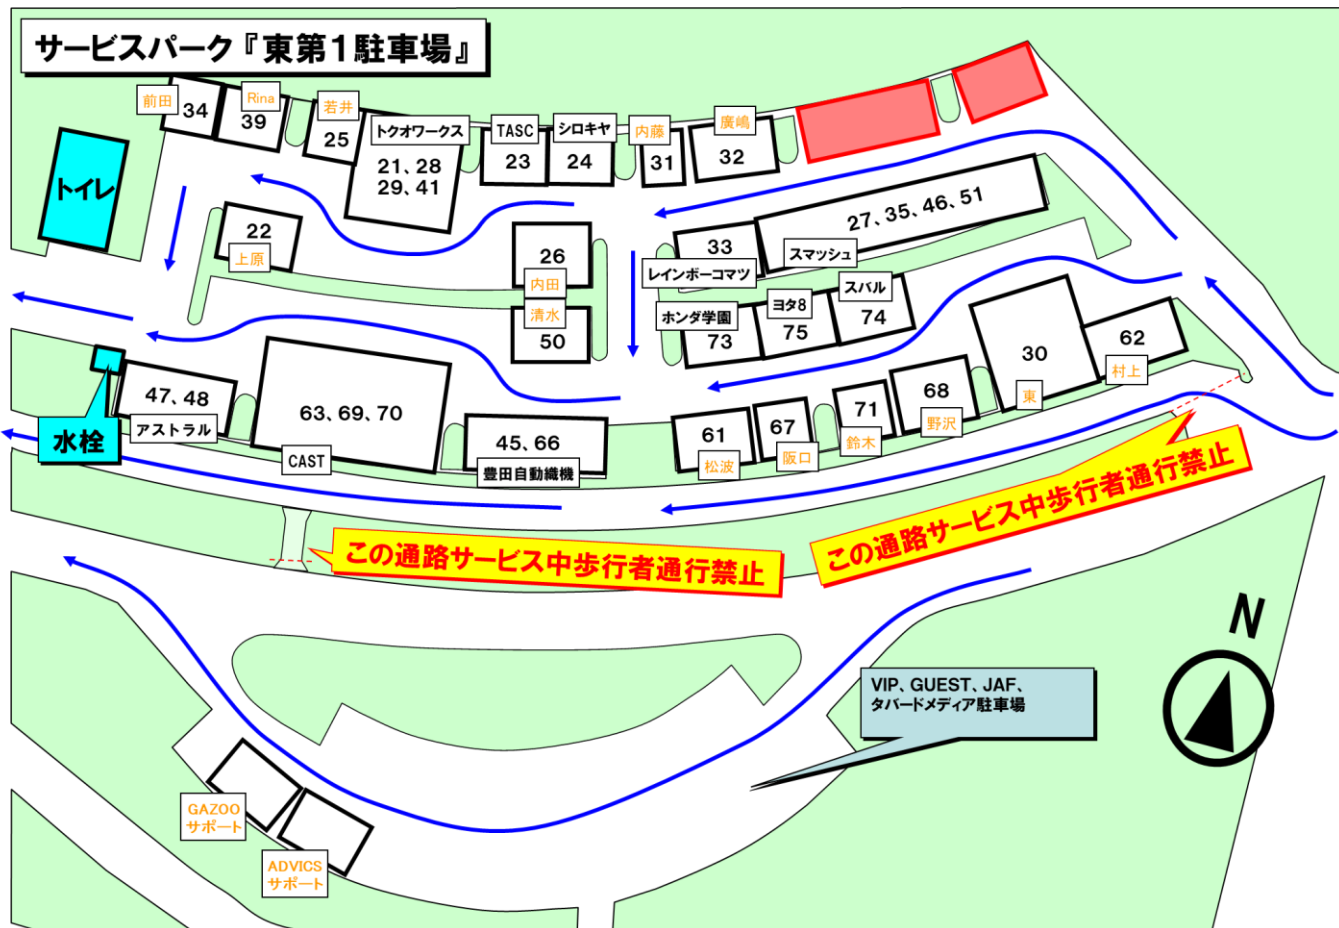 サービスパーク『東第1駐車場』
前田
34
Rina
39
若井
25
トクオワークス
21、28
29、41
TASC
23
シロキヤ
24
内藤
31
廣嶋
32
トイレ
22
上原
26
内田
清水
50
33
レインボーコマツ
27、35、46、51
スマッシュ
ホンダ学園
73
ヨタ8
75
スバル
74
30
東
62
村上
水栓
47、48
アストラル
63、69、70
CAST
45、66
豊田自動織機
61
松波
67
阪口
71
鈴木
68
野沢
この通路サービス中歩行者通行禁止
この通路サービス中歩行者通行禁止
N
VIP、GUEST、JAF、
タバードメディア駐車場
GAZOO
サポート
ADVICS
サポート